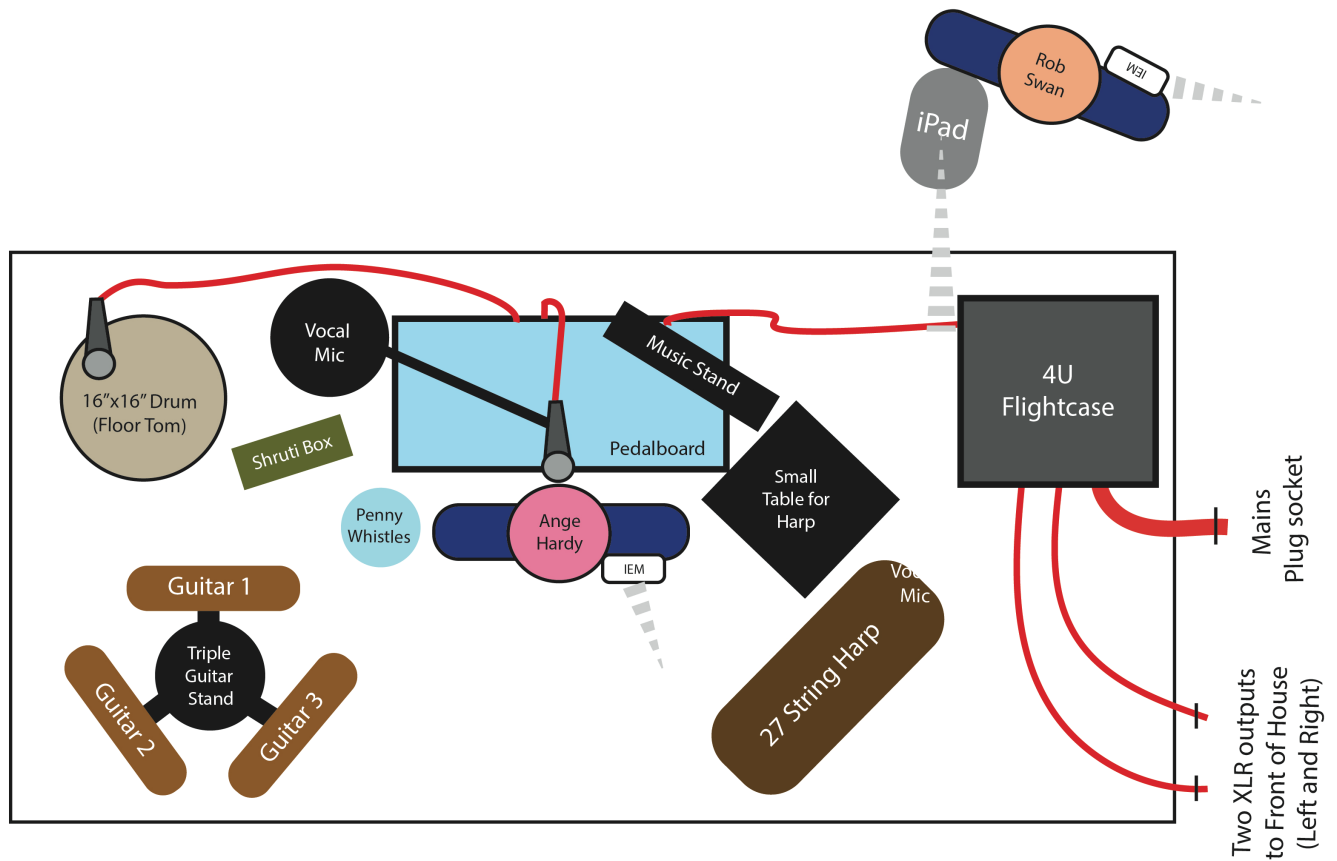 Rob
Swan
IEM
iPad
Vocal
Mic
Music Stand
4U
Flightcase
16”x16” Drum
(Floor Tom)
Shruti Box
Pedalboard
Small
Table for
Harp
Penny
Whistles
Ange
Hardy
IEM
Mains
Plug socket
Guitar 1
Triple
Guitar
Stand
Guitar 2
Guitar 3
Mic
27 String Harp
Two XLR outputs
to Front of House
(Left and Right)